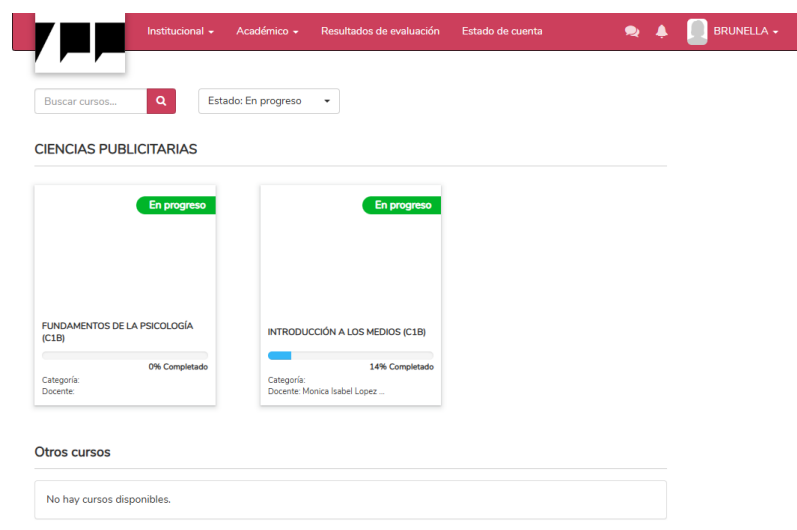 Institucional Académico Resultados de evaluación Estado de cuenta BRUNELLA
Buscar cursos... Estado: En progreso
CIENCIAS PUBLICITARIAS
En progreso En progreso
FUNDAMENTOS DE LA PSICOLOGÍA
(C1B)
INTRODUCCIÓN A LOS MEDIOS (C1B)
0% Completado 14% Completado
Categoría: Categoría:
Docente: Docente: Monica Isabel Lopez ...
Otros cursos
No hay cursos disponibles.